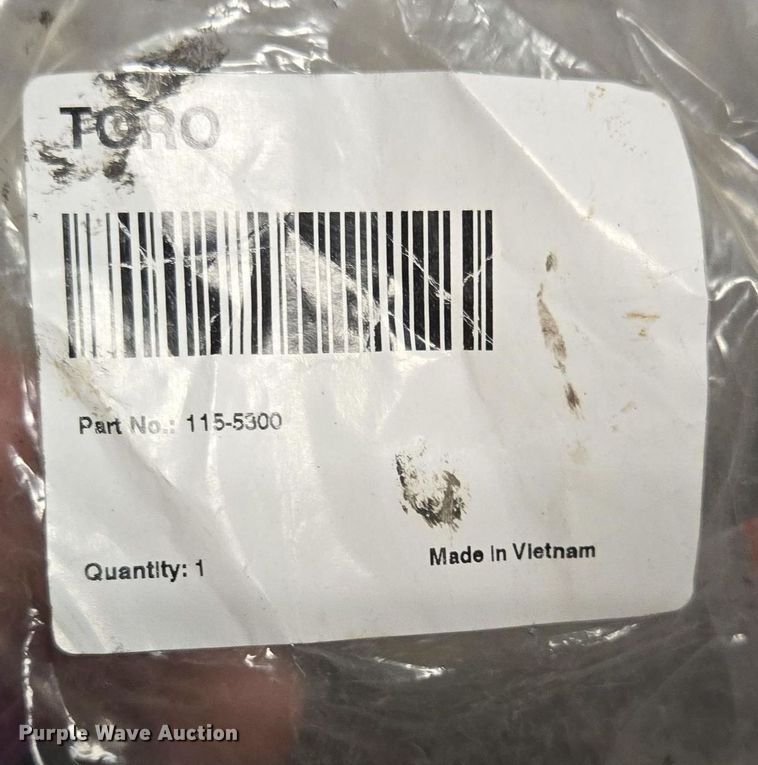 TORO
Part No.: 115-5300
Quantity: 1
Made in Vietnam
Purple Wave Auction